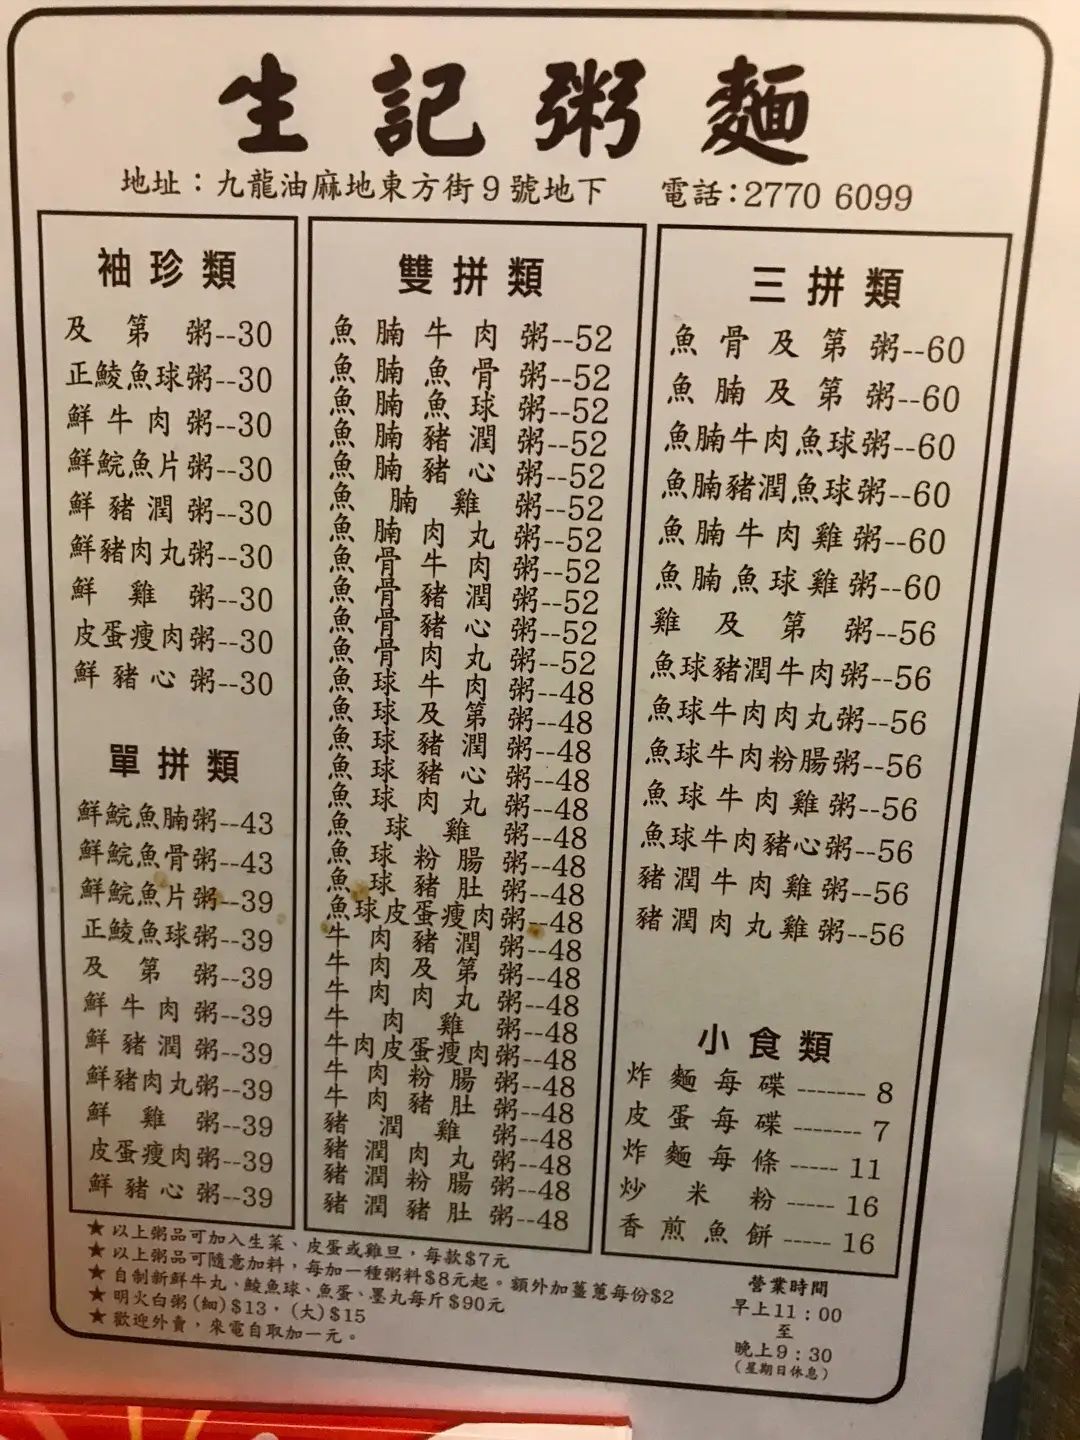 生記粥麵
地址：九龍油麻地東方街9號地下 電話:2770 6099
袖珍類
及第粥--30
正鯪魚球粥--30
鮮牛肉粥--30
鮮鯇魚片粥--30
鮮豬潤粥--30
鮮豬肉丸粥--30
鮮雞粥--30
皮蛋瘦肉粥--30
鮮豬心粥--30
單拼類
鮮鯇魚腩粥--43
鮮鯇魚骨粥--43
鮮鯇魚片粥--39
正鯪魚球粥--39
及第粥--39
鮮牛肉粥--39
鮮豬潤粥--39
鮮豬肉丸粥--39
鮮雞粥--39
皮蛋瘦肉粥--39
鮮豬心粥--39
雙拼類
魚腩牛肉粥--52
魚腩魚骨粥--52
魚腩魚球粥--52
魚腩豬潤粥--52
魚腩豬心粥--52
魚腩雞粥--52
魚腩肉丸粥--52
魚骨牛肉粥--52
魚骨豬潤粥--52
魚骨豬心粥--52
魚骨肉丸粥--52
魚球牛肉粥--48
魚球及第粥--48
魚球豬潤粥--48
魚球豬心粥--48
魚球肉丸粥--48
魚球雞粥--48
魚球粉腸粥--48
魚球豬肚粥--48
魚球皮蛋瘦肉粥--48
牛肉豬潤粥--48
牛肉及第粥--48
牛肉肉丸粥--48
牛肉雞粥--48
牛肉皮蛋瘦肉粥--48
牛肉粉腸粥--48
牛肉豬肚粥--48
豬潤雞粥--48
豬潤肉丸粥--48
豬潤粉腸粥--48
豬潤豬肚粥--48
三拼類
魚骨及第粥--60
魚腩及第粥--60
魚腩牛肉魚球粥--60
魚腩豬潤魚球粥--60
魚腩牛肉雞粥--60
魚腩魚球雞粥--60
雞及第粥--56
魚球豬潤牛肉粥--56
魚球牛肉肉丸粥--56
魚球牛肉粉腸粥--56
魚球牛肉雞粥--56
魚球牛肉豬心粥--56
豬潤牛肉雞粥--56
豬潤肉丸雞粥--56
小食類
炸麵每碟------- 8
皮蛋每碟------- 7
炸麵每條----- 11
炒米粉----- 16
香煎魚餅----- 16
★以上粥品可加入生菜、皮蛋或雞旦，每款$7元
★以上粥品可隨意加料，每加一種粥料$8元起。額外加薑蔥每份$2
★自制新鮮牛丸、鯪魚球、魚蛋、墨丸每斤$90元
★明火白粥(細)$13，(大)$15
★歡迎外賣，來電自取加一元。
營業時間
早上11：00
至
晚上9：30
(星期日休息)